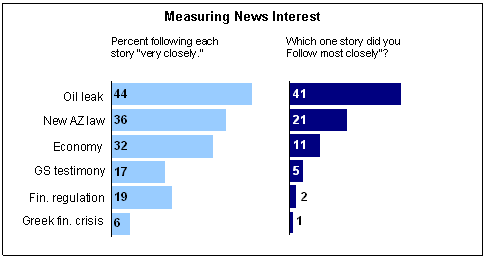 Measuring News Interest
Percent following each
story "very closely."
Which one story did you
Follow most closely"?
Oil leak 44 41
New AZ law 36 21
Economy 32 11
GS testimony 17 5
Fin. regulation 19 2
Greek fin. crisis 6 1